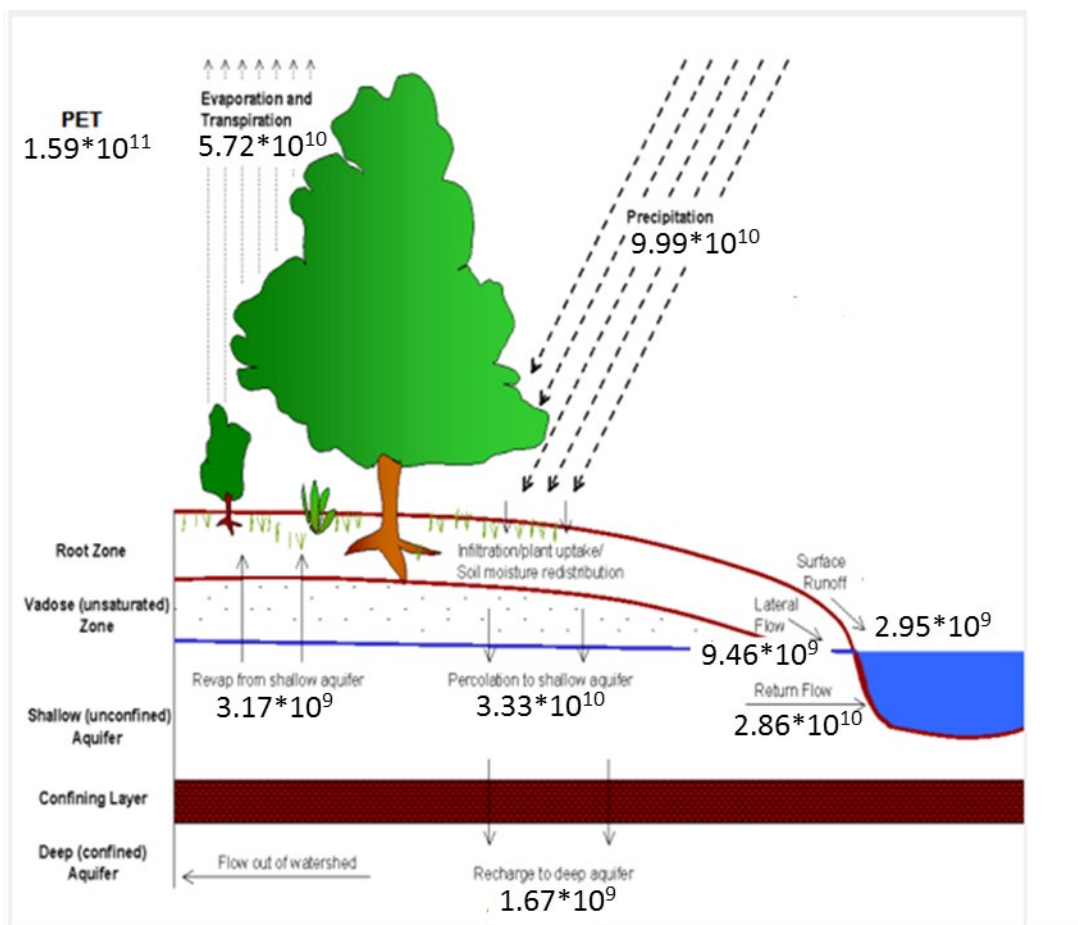 Evaporation and
Transpiration
5.72*10¹⁰
PET
1.59*10¹¹
Precipitation
9.99*10¹⁰
Root Zone
Infiltration/plant uptake/
Soil moisture redistribution
Surface
Runoff
2.95*10⁹
Vadose (unsaturated)
Zone
Lateral
Flow
9.46*10⁹
Revap from shallow aquifer
3.17*10⁹
Percolation to shallow aquifer
3.33*10¹⁰
Return Flow
2.86*10¹⁰
Shallow (unconfined)
Aquifer
Confining Layer
Deep (confined)
Aquifer
Flow out of watershed
Recharge to deep aquifer
1.67*10⁹